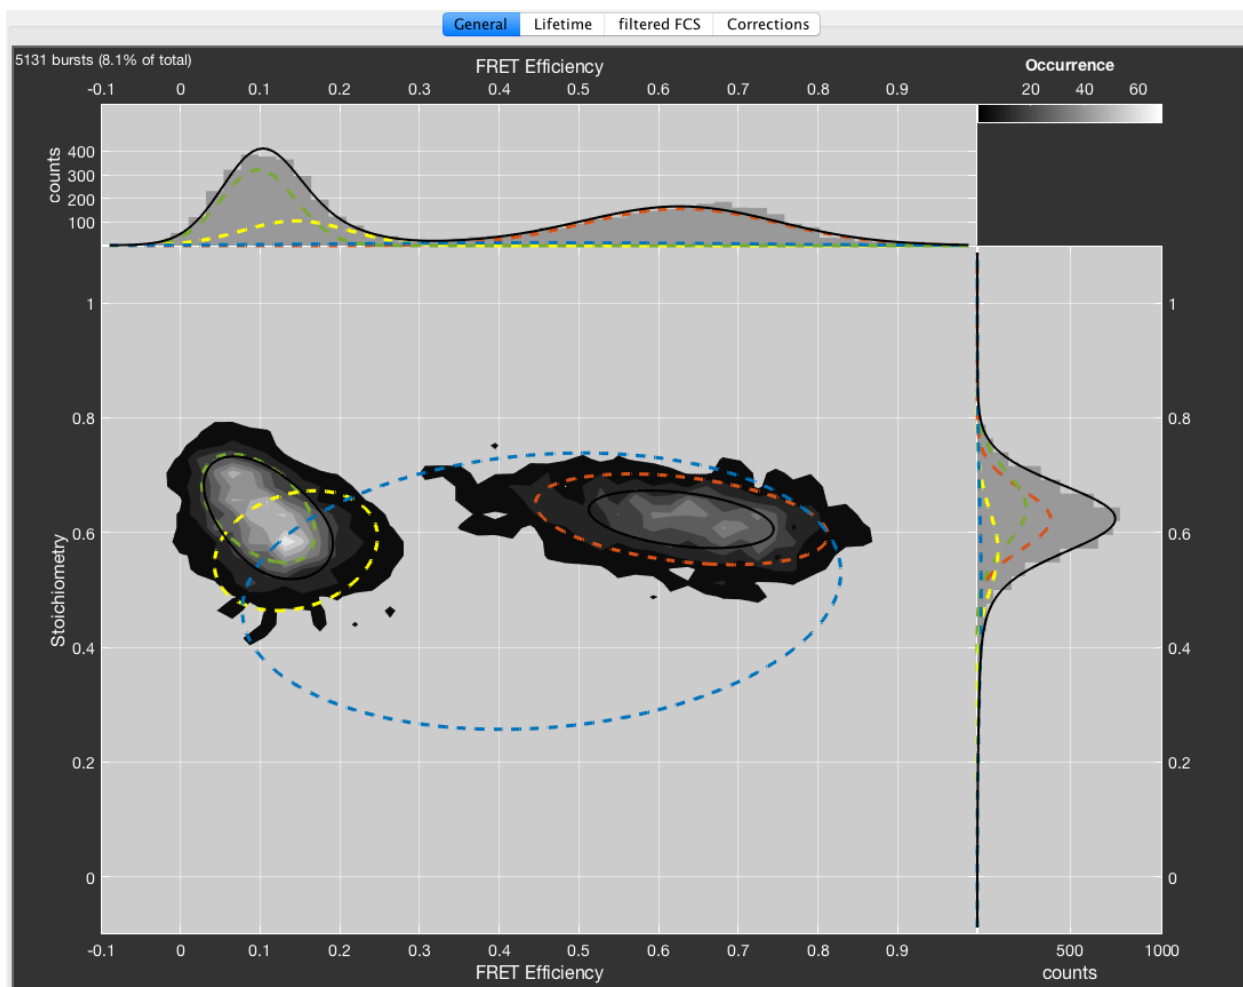 General Lifetime filtered FCS Corrections
5131 bursts (8.1% of total)
FRET Efficiency
Occurrence
-0.1 0 0.1 0.2 0.3 0.4 0.5 0.6 0.7 0.8 0.9
20 40 60
counts
400
300
200
100
Stoichiometry
1
0.8
0.6
0.4
0.2
0
1
0.8
0.6
0.4
0.2
0
-0.1 0 0.1 0.2 0.3 0.4 0.5 0.6 0.7 0.8 0.9
500 1000
FRET Efficiency
counts